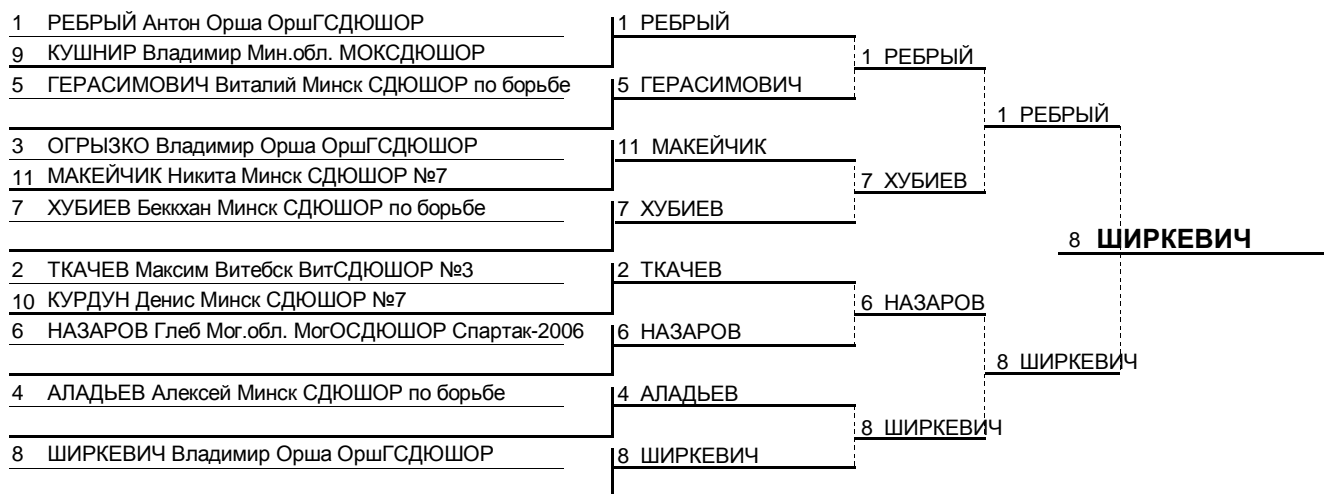 1 РЕБРЫЙ Антон Орша ОршГСДЮШОР
9 КУШНИР Владимир Мин.обл. МОКСДЮШОР
5 ГЕРАСИМОВИЧ Виталий Минск СДЮШОР по борьбе
3 ОГРЫЗКО Владимир Орша ОршГСДЮШОР
11 МАКЕЙЧИК Никита Минск СДЮШОР №7
7 ХУБИЕВ Беккхан Минск СДЮШОР по борьбе
2 ТКАЧЕВ Максим Витебск ВитСДЮШОР №3
10 КУРДУН Денис Минск СДЮШОР №7
6 НАЗАРОВ Глеб Мог.обл. МогОСДЮШОР Спартак-2006
4 АЛАДЬЕВ Алексей Минск СДЮШОР по борьбе
8 ШИРКЕВИЧ Владимир Орша ОршГСДЮШОР
1 РЕБРЫЙ
5 ГЕРАСИМОВИЧ
11 МАКЕЙЧИК
7 ХУБИЕВ
2 ТКАЧЕВ
6 НАЗАРОВ
4 АЛАДЬЕВ
8 ШИРКЕВИЧ
1 РЕБРЫЙ
7 ХУБИЕВ
6 НАЗАРОВ
8 ШИРКЕВИЧ
1 РЕБРЫЙ
8 ШИРКЕВИЧ
8 ШИРКЕВИЧ